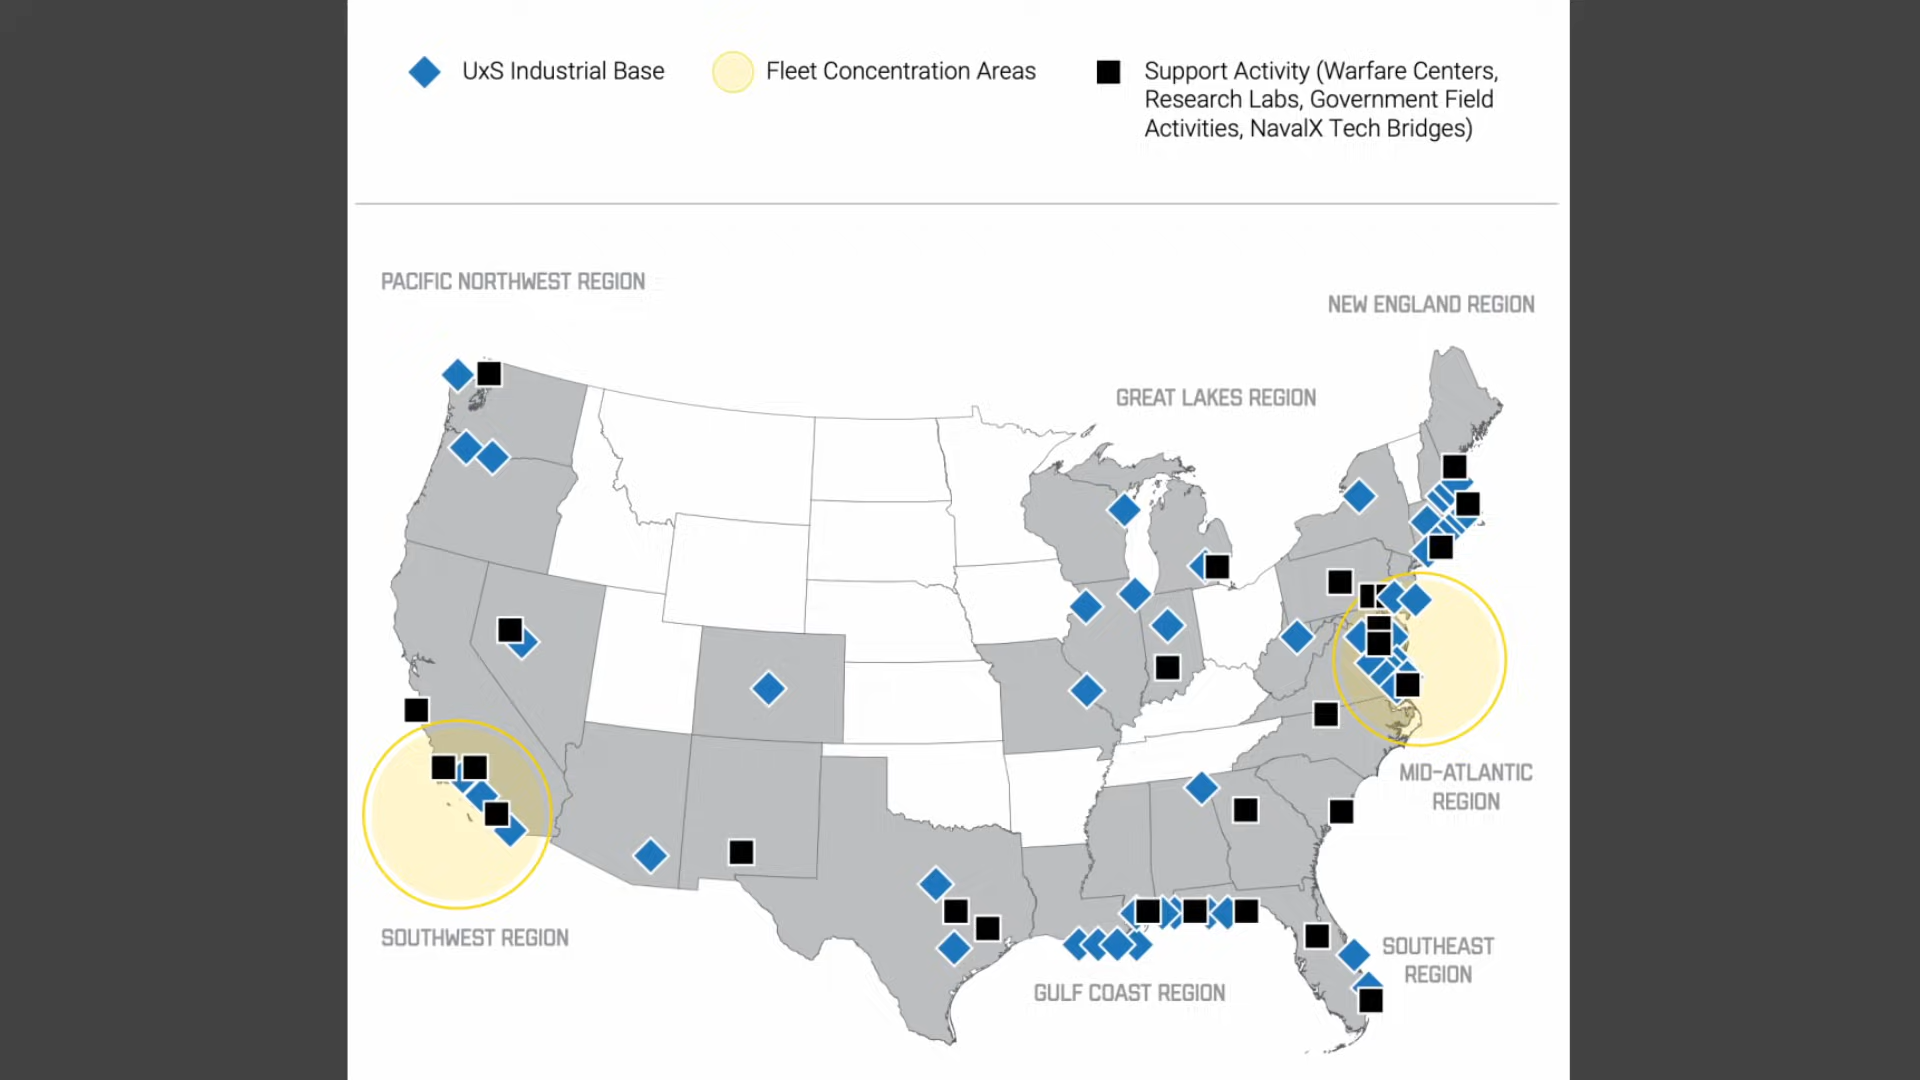 UxS Industrial Base
Fleet Concentration Areas
Support Activity (Warfare Centers,
Research Labs, Government Field
Activities, NavalX Tech Bridges)
PACIFIC NORTHWEST REGION
NEW ENGLAND REGION
GREAT LAKES REGION
MID-ATLANTIC
REGION
SOUTHWEST REGION
SOUTHEAST
REGION
GULF COAST REGION